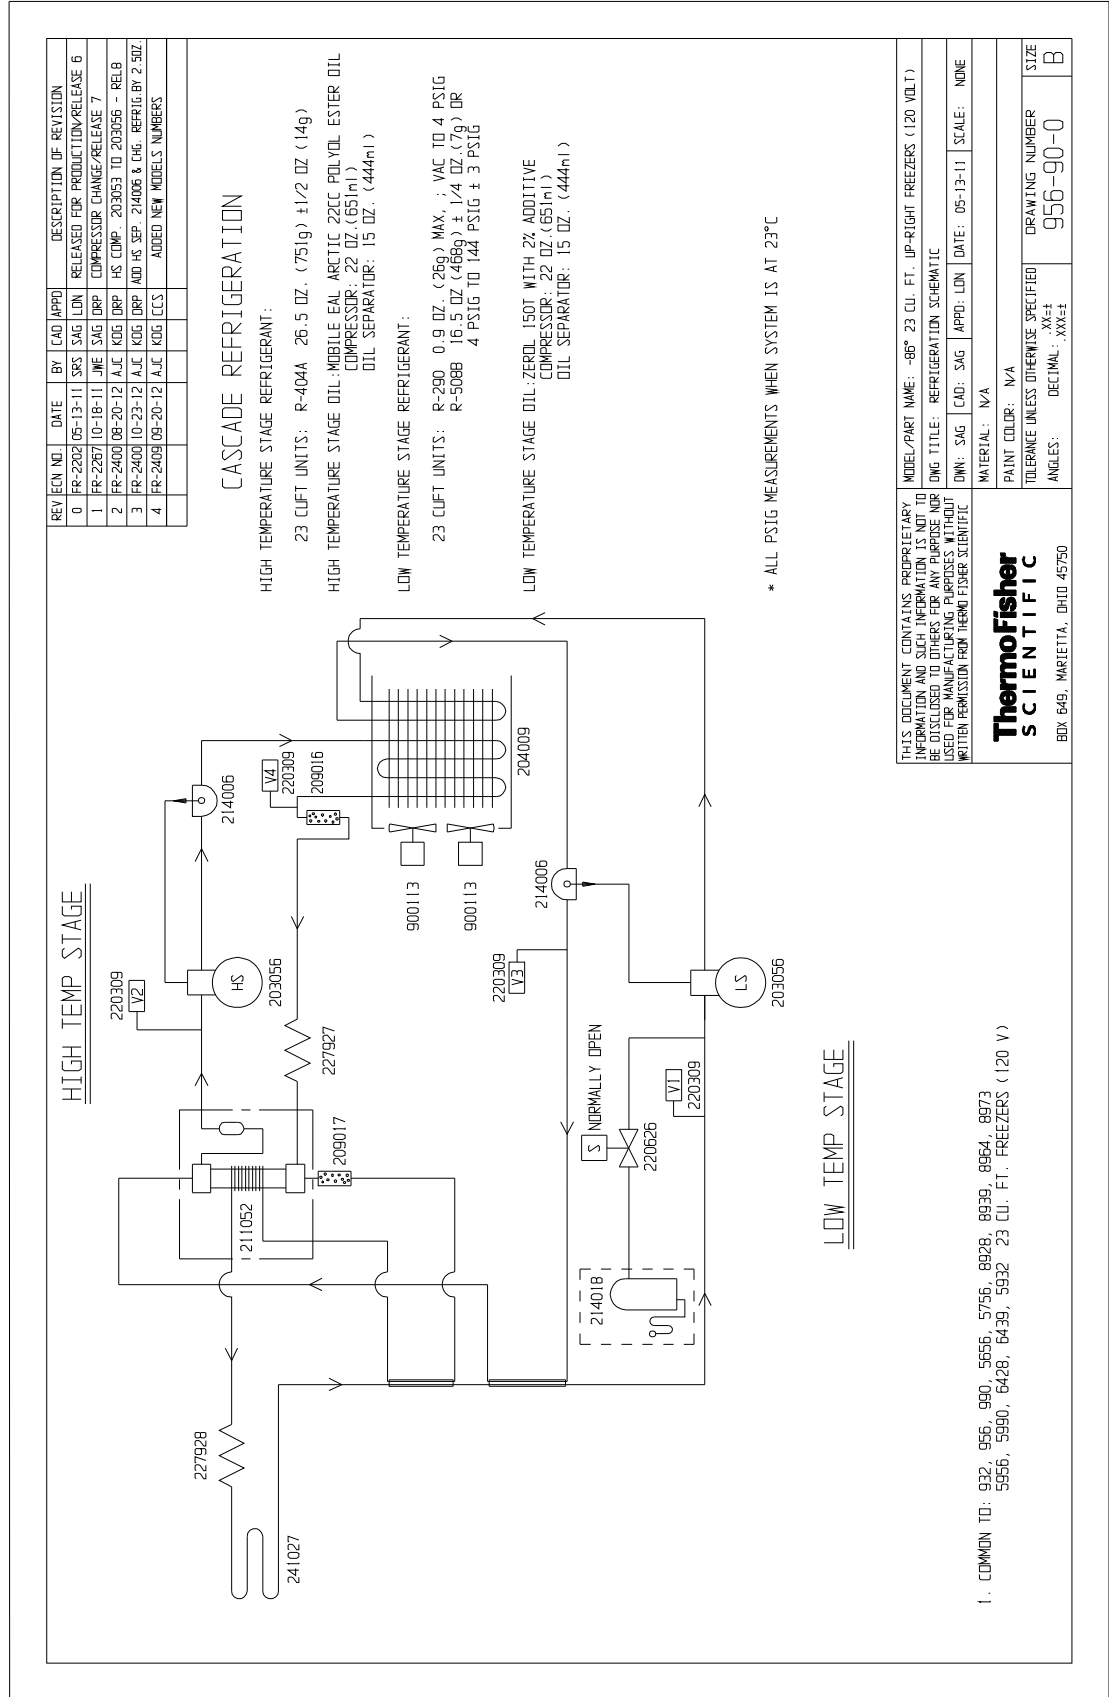 HIGH TEMP STAGE
LOW TEMP STAGE
227928
241027
211052
209017
220309
V2
HS
203056
227927
214006
V4
220309
209016
900113
900113
204009
214006
220309
V3
S
NORMALLY OPEN
220626
V1
220309
LS
203056
214018
REV ECN NO. DATE BY CAD APPD DESCRIPTION OF REVISION
0 FR-2202 05-13-11 SRS SAG LDN RELEASED FOR PRODUCTION/RELEASE 6
1 FR-2267 10-18-11 JWE SAG DRP COMPRESSOR CHANGE/RELEASE 7
2 FR-2400 08-20-12 AJC KDG DRP HS COMP. 203053 TO 203056 - REL8
3 FR-2400 10-23-12 AJC KDG DRP ADD HS SEP. 214006 & CHG. REFRIG.BY 2.5OZ.
4 FR-2409 09-20-12 AJC KDG CCS ADDED NEW MODELS NUMBERS
CASCADE REFRIGERATION
HIGH TEMPERATURE STAGE REFRIGERANT:
23 CUFT UNITS: R-404A 26.5 OZ. (751g) ±1/2 OZ (14g)
HIGH TEMPERATURE STAGE OIL:MOBILE EAL ARCTIC 22CC POLYOL ESTER OIL
COMPRESSOR: 22 OZ.(651ml)
OIL SEPARATOR: 15 OZ. (444ml)
LOW TEMPERATURE STAGE REFRIGERANT:
23 CUFT UNITS: R-290 0.9 OZ. (26g) MAX, ; VAC TO 4 PSIG
R-508B 16.5 OZ (468g) ± 1/4 OZ.(7g) OR
4 PSIG TO 144 PSIG ± 3 PSIG
LOW TEMPERATURE STAGE OIL:ZEROL 150T WITH 2% ADDITIVE
COMPRESSOR: 22 OZ.(651ml)
OIL SEPARATOR: 15 OZ. (444ml)
* ALL PSIG MEASUREMENTS WHEN SYSTEM IS AT 23°C
1. COMMON TO: 932, 956, 990, 5656, 5756, 8928, 8939, 8964, 8973
5956, 5990, 6428, 6439, 5932 23 CU. FT. FREEZERS (120 V)
THIS DOCUMENT CONTAINS PROPRIETARY
INFORMATION AND SUCH INFORMATION IS NOT TO
BE DISCLOSED TO OTHERS FOR ANY PURPOSE NOR
USED FOR MANUFACTURING PURPOSES WITHOUT
WRITTEN PERMISSION FROM THERMO FISHER SCIENTIFIC
ThermoFisher
SCIENTIFIC
BOX 649, MARIETTA, OHIO 45750
MODEL/PART NAME: -86° 23 CU. FT. UP-RIGHT FREEZERS (120 VOLT)
DWG TITLE: REFRIGERATION SCHEMATIC
DWN: SAG CAD: SAG APPD: LDN DATE: 05-13-11 SCALE: NONE
MATERIAL: N/A
PAINT COLOR: N/A
TOLERANCE UNLESS OTHERWISE SPECIFIED
ANGLES: DECIMAL: .XX=±
.XXX=±
DRAWING NUMBER
956-90-0
SIZE
B